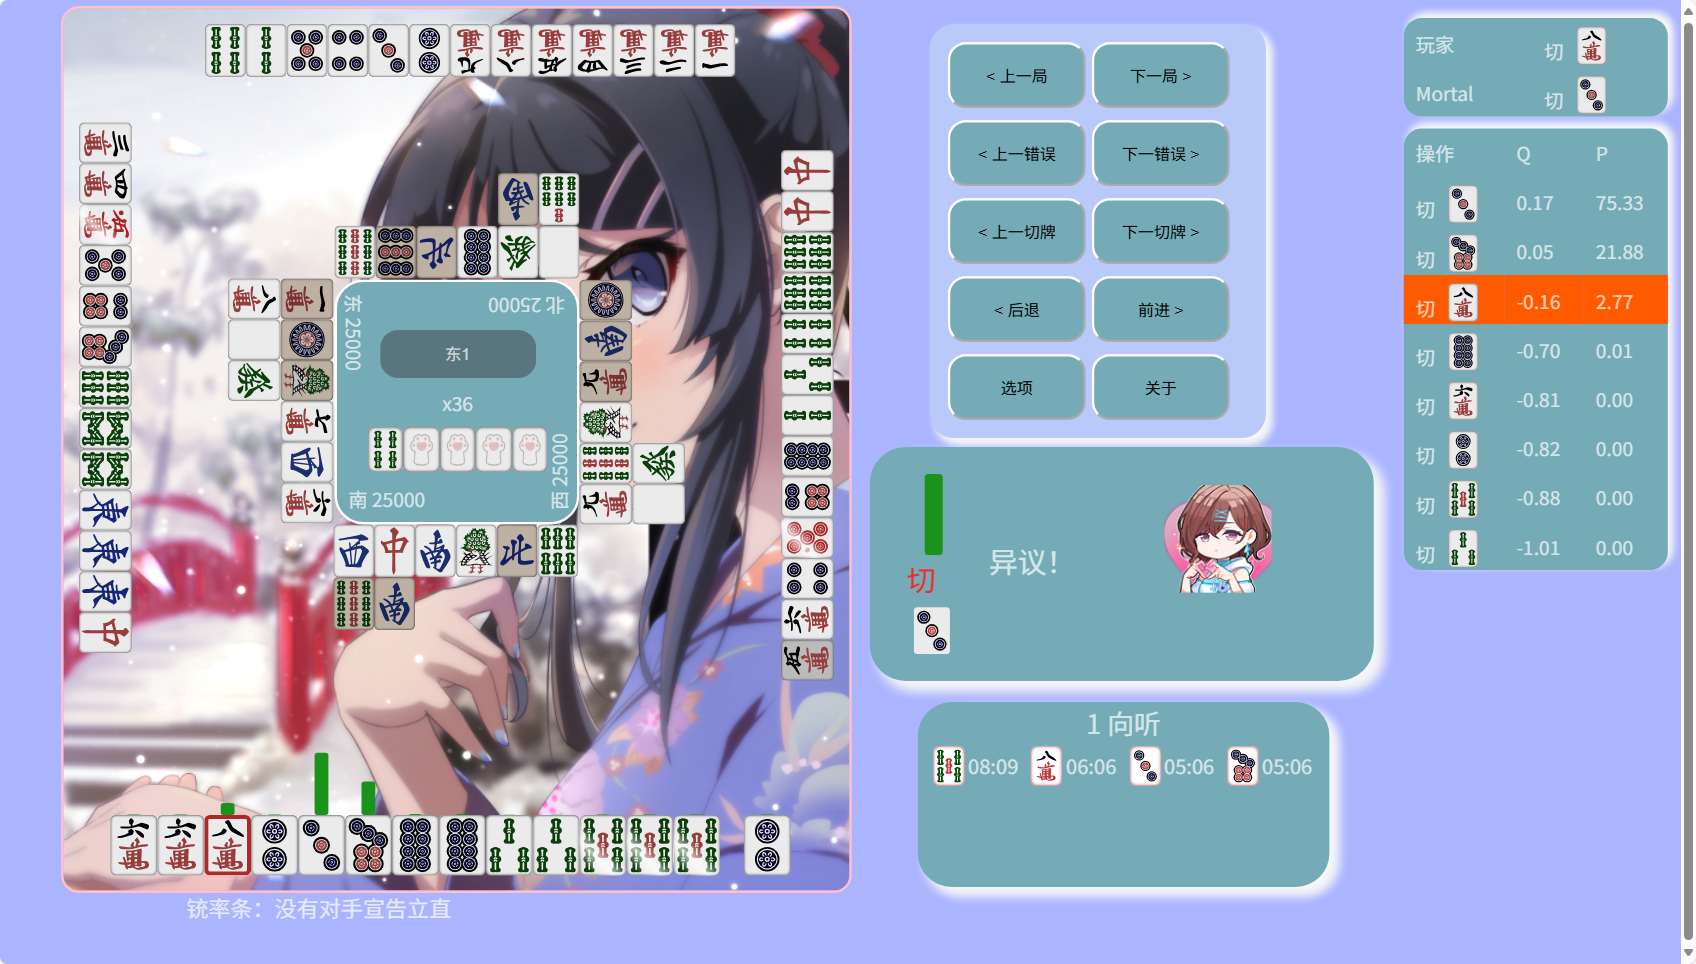 东 25000
北 25000
东1
x36
南 25000
西 25000
铳率条：没有对手宣告立直
< 上一局
下一局 >
< 上一错误
下一错误 >
< 上一切牌
下一切牌 >
< 后退
前进 >
选项
关于
切
异议！
1 向听
08:09
06:06
05:06
05:06
玩家 切
Mortal 切
操作 Q P
切 0.17 75.33
切 0.05 21.88
切 -0.16 2.77
切 -0.70 0.01
切 -0.81 0.00
切 -0.82 0.00
切 -0.88 0.00
切 -1.01 0.00